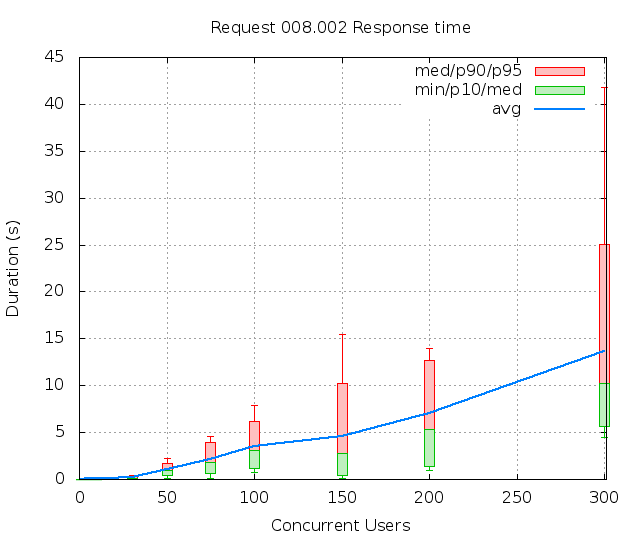 Request 008.002 Response time
45
40
35
30
25
20
15
10
5
0
Duration (s)
med/p90/p95
min/p10/med
avg
0 50 100 150 200 250 300
Concurrent Users